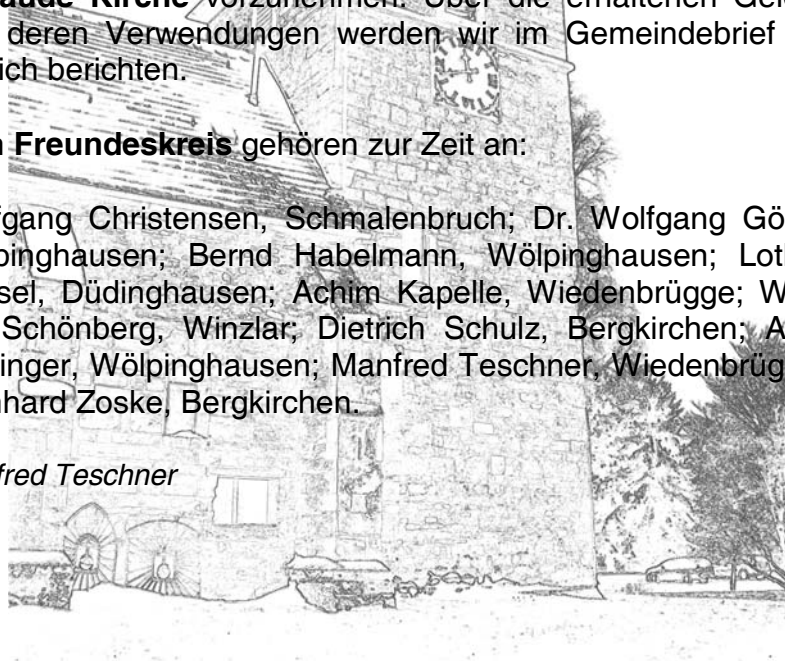 Kirche vorzunehmen. Über die erhaltenen
deren Verwendungen werden wir im Gemeindebrief
berichten.
Freundeskreis gehören zur Zeit an:
Christensen, Schmalenbruch; Dr. Wolfgang
Bernd Habelmann, Wölpinghausen;
Düdinghausen; Achim Kapelle, Wiedenbrügge;
Schönberg, Winzlar; Dietrich Schulz, Bergkirchen;
Wölpinghausen; Manfred Teschner,
Zoske, Bergkirchen.
Teschner